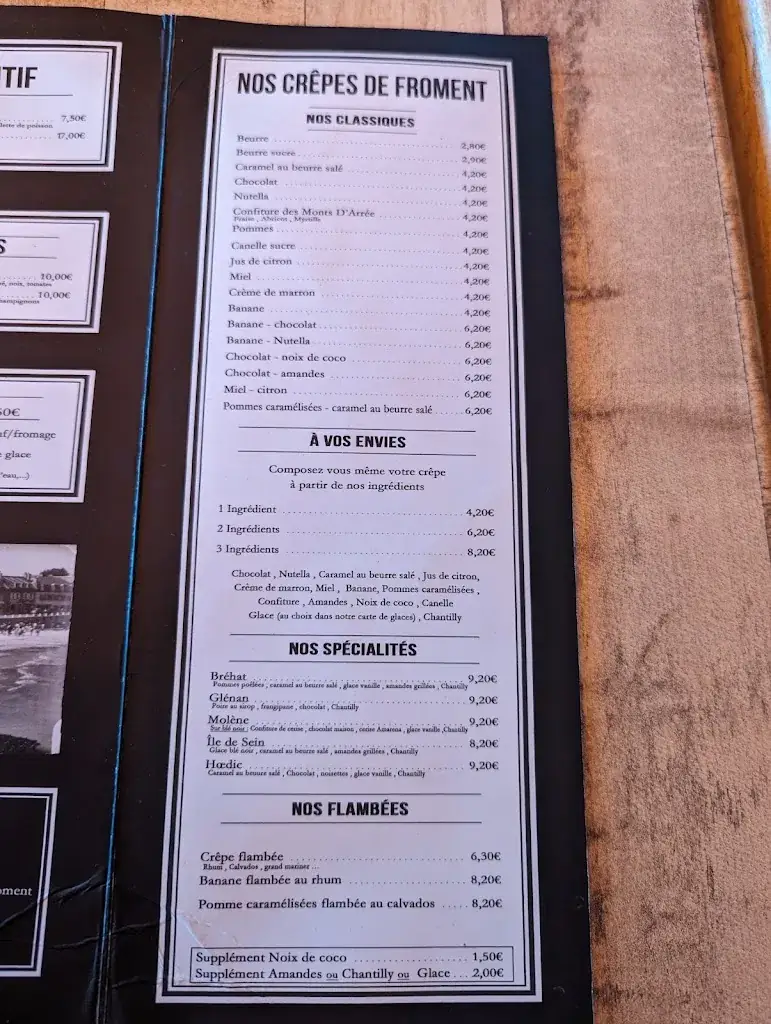 TIF
7,50€
17,00€
S
10,00€
10,00€
50€
uf/fromage
glace
oment
NOS CRÊPES DE FROMENT
NOS CLASSIQUES
Beurre 2,80€
Beurre sucre 2,90€
Caramel au beurre salé 4,20€
Chocolat 4,20€
Nutella 4,20€
Confiture des Monts D'Arrée 4,20€
Fraise , Abricot , Myrtille
Pommes 4,20€
Canelle sucre 4,20€
Jus de citron 4,20€
Miel 4,20€
Crème de marron 4,20€
Banane 4,20€
Banane - chocolat 6,20€
Banane - Nutella 6,20€
Chocolat - noix de coco 6,20€
Chocolat - amandes 6,20€
Miel - citron 6,20€
Pommes caramélisées - caramel au beurre salé 6,20€
À VOS ENVIES
Composez vous même votre crêpe
à partir de nos ingrédients
1 Ingrédient 4,20€
2 Ingrédients 6,20€
3 Ingrédients 8,20€
Chocolat , Nutella , Caramel au beurre salé , Jus de citron,
Crème de marron, Miel , Banane, Pommes caramélisées ,
Confiture , Amandes , Noix de coco , Canelle
Glace (au choix dans notre carte de glaces) , Chantilly
NOS SPÉCIALITÉS
Bréhat 9,20€
Pommes poêlées , caramel au beurre salé , glace vanille , amandes grillées , Chantilly
Glénan 9,20€
Poire au sirop , frangipane , chocolat , Chantilly
Molène 9,20€
Sur blé noir : Confiture de cerise , chocolat maison , cerise Amarena , glace vanille ,Chantilly
Île de Sein 8,20€
Glace blé noir , caramel au beurre salé , amandes grillées , Chantilly
Hœdic 9,20€
Caramel au beurre salé , Chocolat , noisettes , glace vanille , Chantilly
NOS FLAMBÉES
Crêpe flambée 6,30€
Rhum , Calvados , grand marnier ...
Banane flambée au rhum 8,20€
Pomme caramélisées flambée au calvados 8,20€
Supplément Noix de coco 1,50€
Supplément Amandes ou Chantilly ou Glace 2,00€